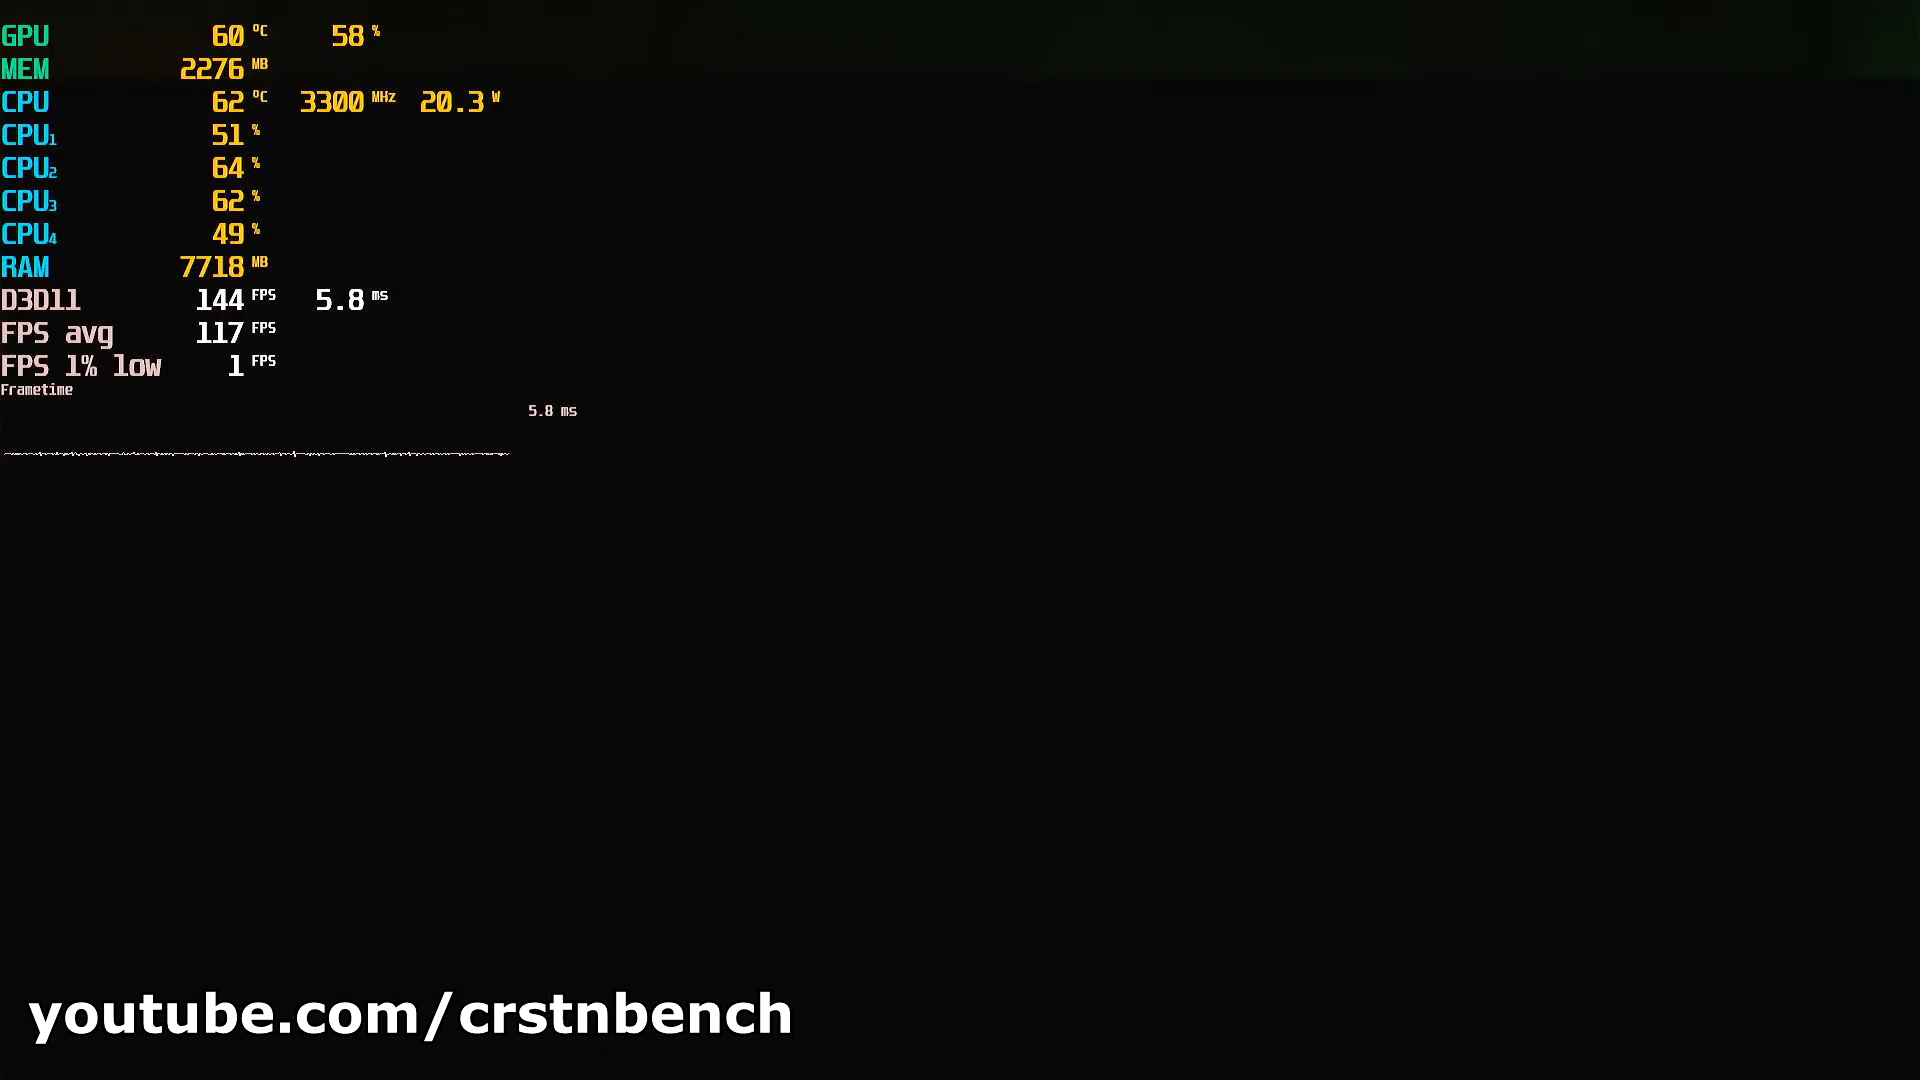 GPU 60 °C 58 %
MEM 2276 MB
CPU 62 °C 3300 MHz 20.3 W
CPU1 51 %
CPU2 64 %
CPU3 62 %
CPU4 49 %
RAM 7718 MB
D3D11 144 FPS 5.8 ms
FPS avg 117 FPS
FPS 1% low 1 FPS
Frametime
5.8 ms
youtube.com/crstnbench